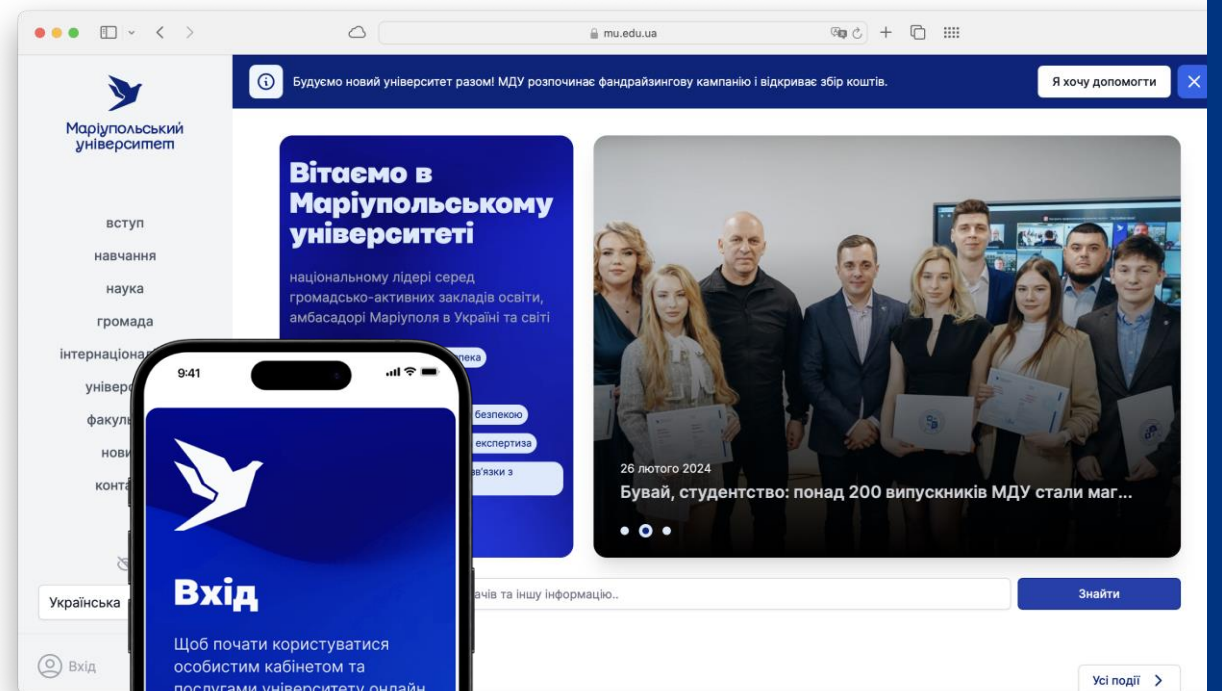 mu.edu.ua
Маріупольський
університет
Будуємо новий університет разом! МДУ розпочинає фандрайзингову кампанію і відкриває збір коштів.
Я хочу допомогти
вступ
навчання
наука
громада
Українська
Вхід
Вітаємо в
Маріупольському
університеті
національному лідері серед
громадсько-активних закладів освіти,
амбасадорі Маріуполя в Україні та світі
безпекою
експертиза
з
26 лютого 2024
Бувай, студентство: понад 200 випускників МДУ стали маг...
та іншу інформацію..
Знайти
Усі події
9:41
Вхід
Щоб почати користуватися
особистим кабінетом та
послугами університету онлайн